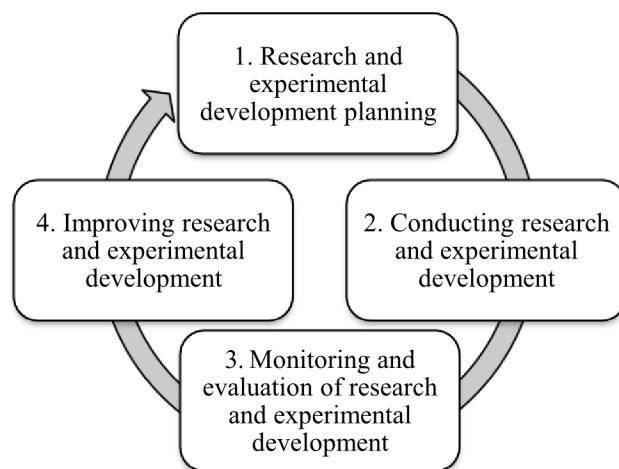 1. Research and
experimental
development planning
2. Conducting research
and experimental
development
3. Monitoring and
evaluation of research
and experimental
development
4. Improving research
and experimental
development